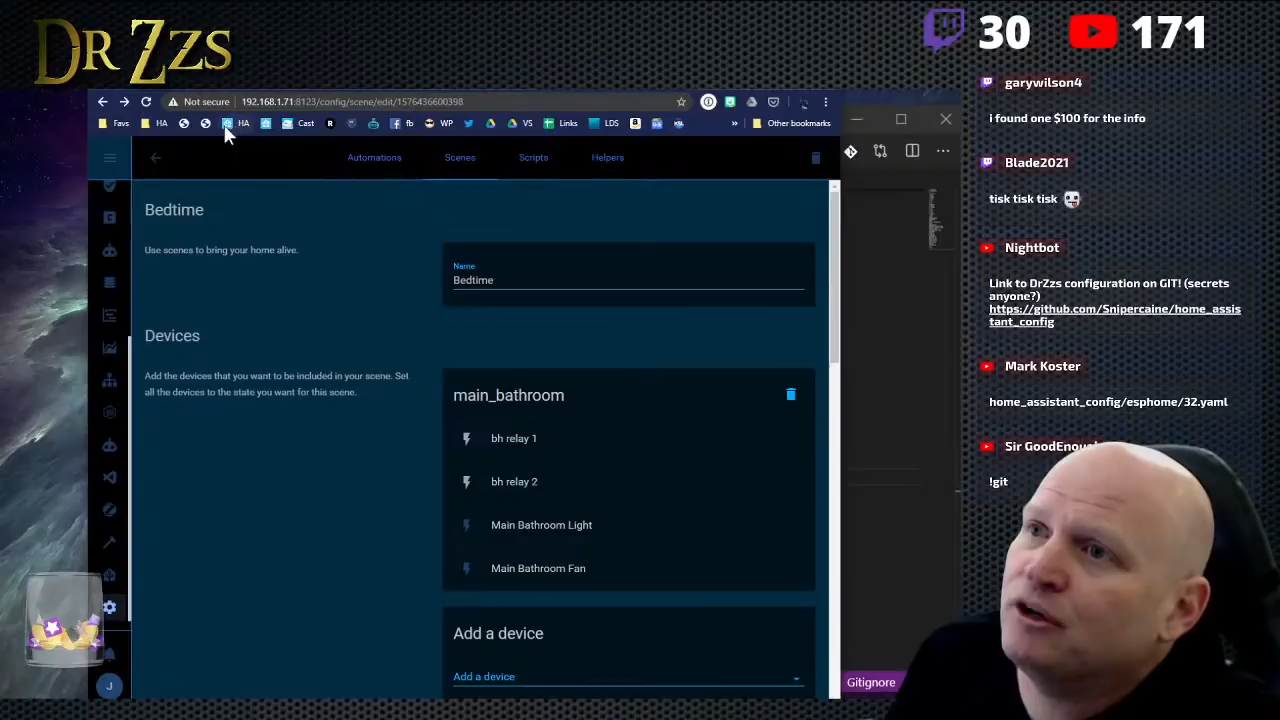 DrZzs
30
171
Not secure
192.168.1.71:8123/config/scene/edit/1576436600398
Favs
HA
HA
Cast
fb
WP
VS
Links
LDS
»
Other bookmarks
Automations
Scenes
Scripts
Helpers
Bedtime
Use scenes to bring your home alive.
Name
Bedtime
Devices
Add the devices that you want to be included in your scene. Set
all the devices to the state you want for this scene.
main_bathroom
bh relay 1
bh relay 2
Main Bathroom Light
Main Bathroom Fan
Add a device
Add a device
J
Gitignore
garywilson4
i found one $100 for the info
Blade2021
tisk tisk tisk
Nightbot
Link to DrZzs configuration on GIT! (secrets
anyone?)
https://github.com/Snipercaine/home_assis
tant_config
Mark Koster
home_assistant_config/esphome/32.yaml
!git